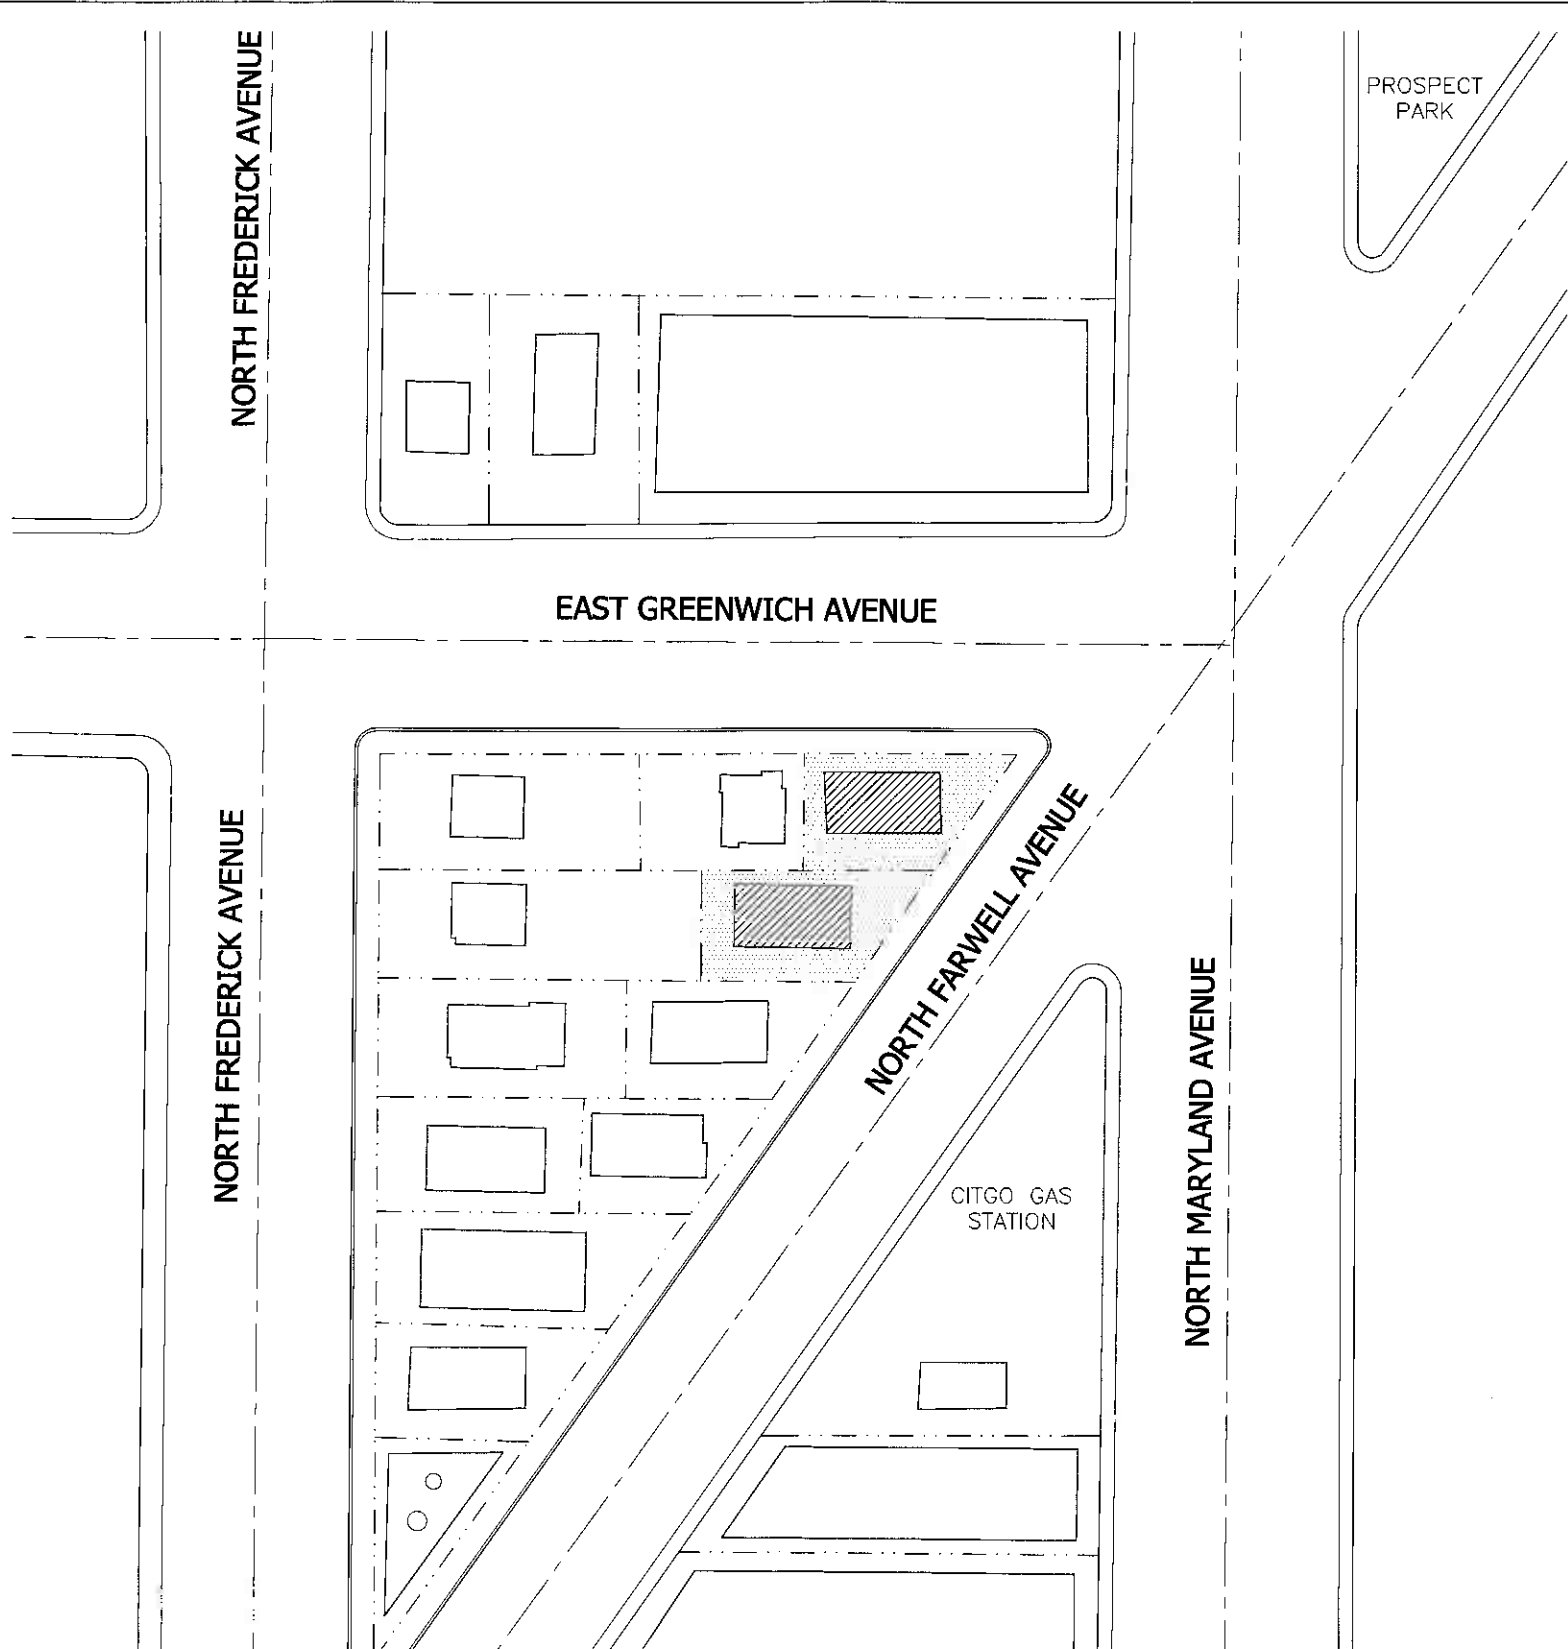 NORTH FREDERICK AVENUE
PROSPECT
PARK
EAST GREENWICH AVENUE
NORTH FREDERICK AVENUE
NORTH FARWELL AVENUE
NORTH MARYLAND AVENUE
CITGO GAS
STATION